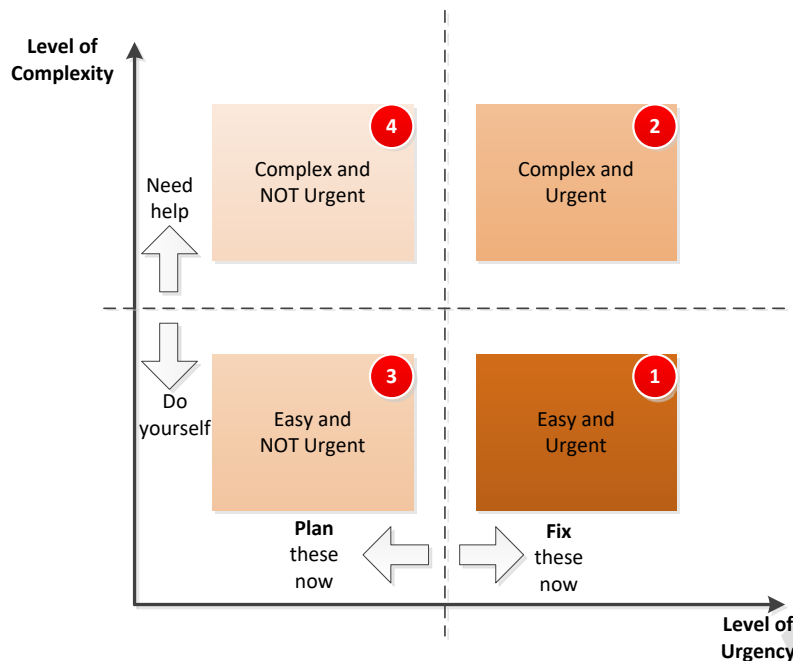 Level of
Complexity
4
Complex and
NOT Urgent
2
Complex and
Urgent
Need
help
Do
yourself
3
Easy and
NOT Urgent
1
Easy and
Urgent
Plan
these
now
Fix
these
now
Level of
Urgency